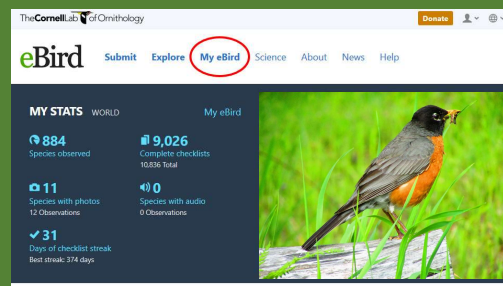 TheCornellLab of Ornithology
Donate
eBird Submit Explore My eBird Science About News Help
MY STATS WORLD My eBird
884 9,026
Species observed Complete checklists
10,836 Total
11 0
Species with photos Species with audio
12 Observations 0 Observations
31
Days of checklist streak
Best streak: 374 days